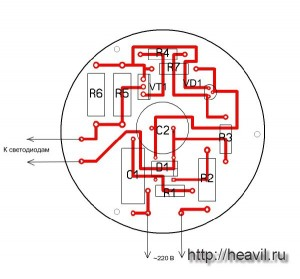 R4
R7
VT1
VD1
R6
R5
C2
R3
К светодиодам
D1
C1
R2
R1
~220 В
http://heavil.ru